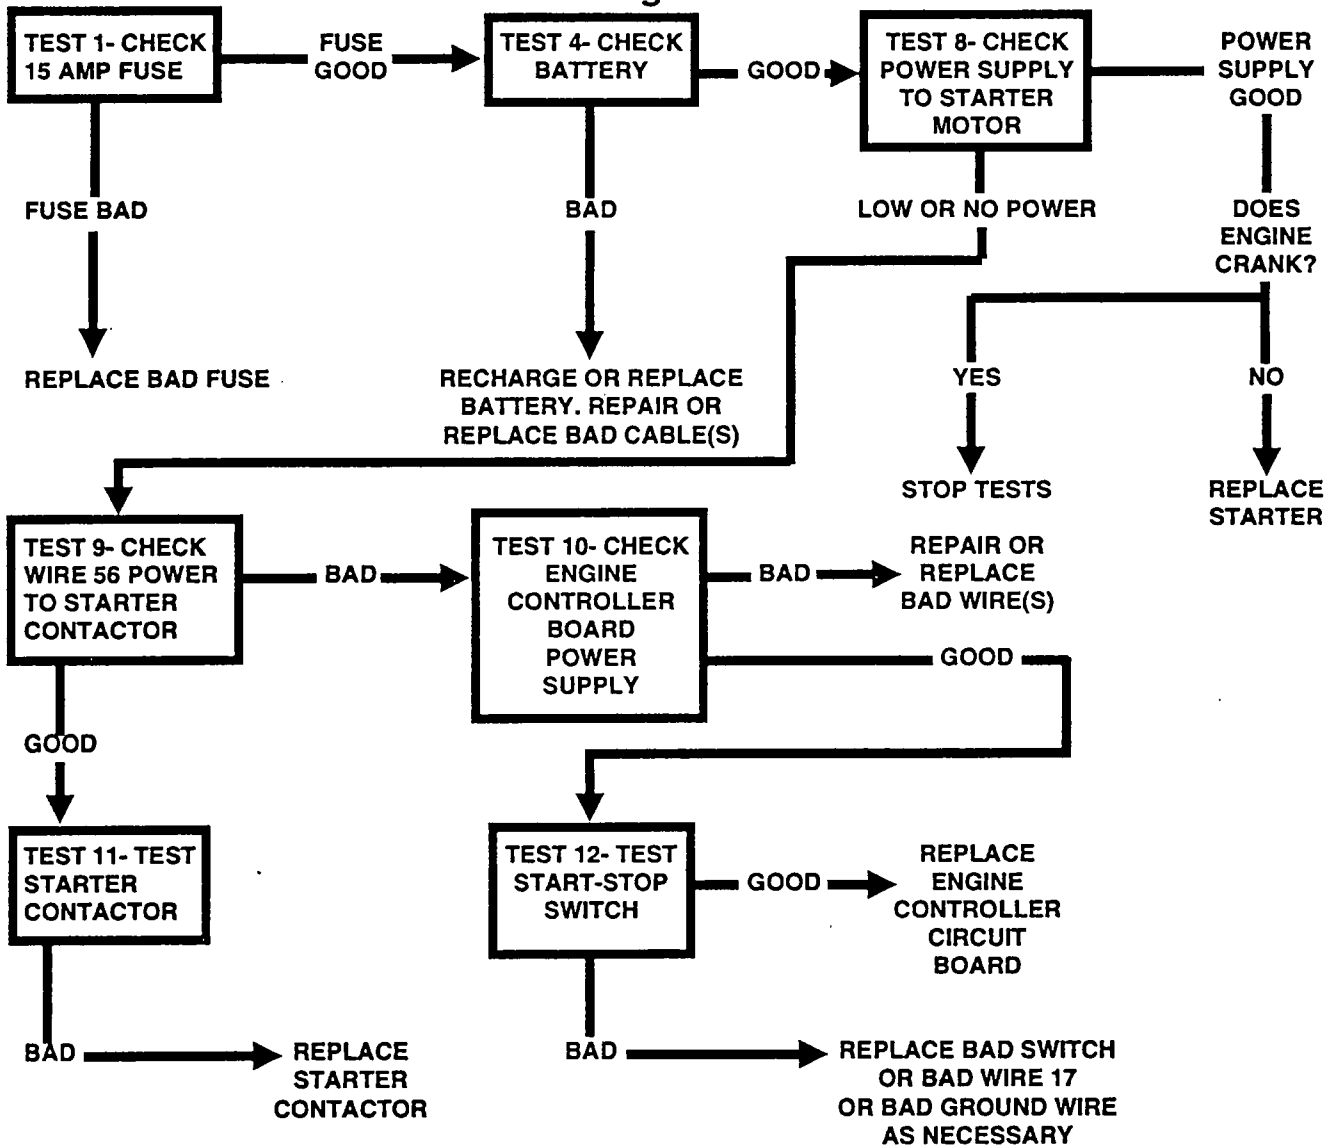 TEST 1- CHECK
15 AMP FUSE
FUSE
GOOD
TEST 4- CHECK
BATTERY
GOOD
TEST 8- CHECK
POWER SUPPLY
TO STARTER
MOTOR
POWER
SUPPLY
GOOD
FUSE BAD
BAD
LOW OR NO POWER
DOES
ENGINE
CRANK?
REPLACE BAD FUSE
RECHARGE OR REPLACE
BATTERY. REPAIR OR
REPLACE BAD CABLE(S)
YES
NO
STOP TESTS
REPLACE
STARTER
TEST 9- CHECK
WIRE 56 POWER
TO STARTER
CONTACTOR
BAD
TEST 10- CHECK
ENGINE
CONTROLLER
BOARD
POWER
SUPPLY
BAD
REPAIR OR
REPLACE
BAD WIRE(S)
GOOD
GOOD
TEST 11- TEST
STARTER
CONTACTOR
TEST 12- TEST
START-STOP
SWITCH
GOOD
REPLACE
ENGINE
CONTROLLER
CIRCUIT
BOARD
BAD
REPLACE
STARTER
CONTACTOR
BAD
REPLACE BAD SWITCH
OR BAD WIRE 17
OR BAD GROUND WIRE
AS NECESSARY